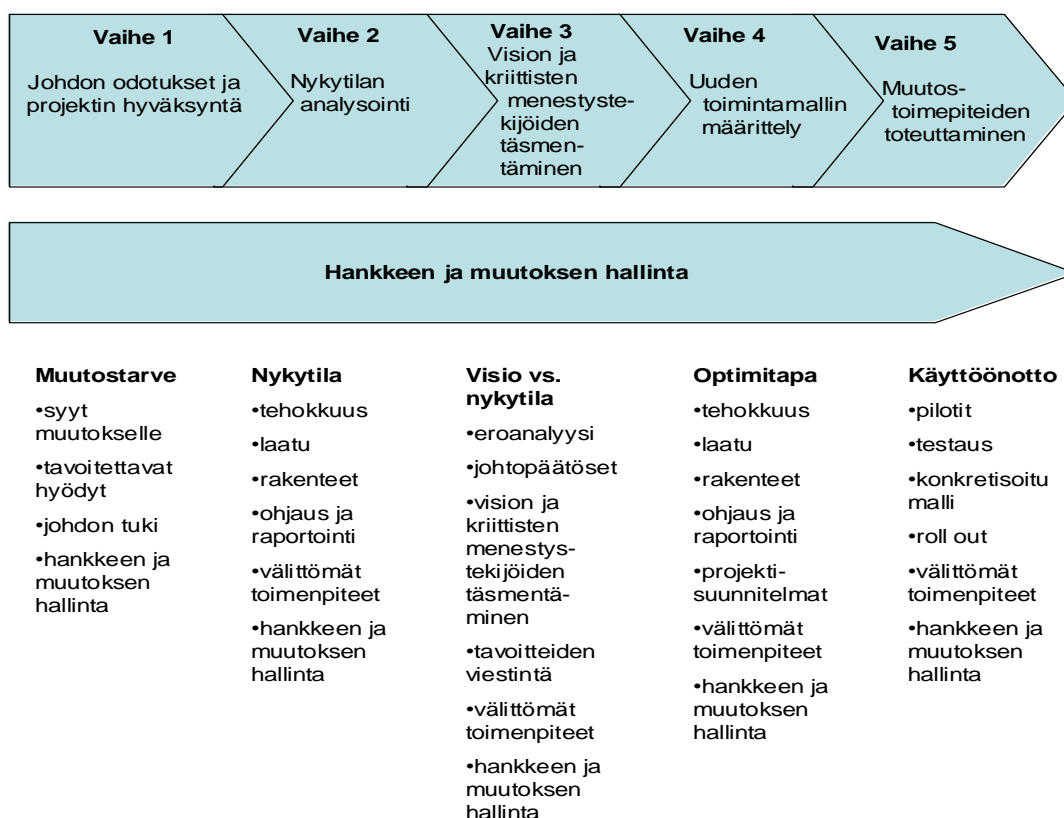 Vaihe 1
Johdon odotukset ja
projektin hyväksyntä
Vaihe 2
Nykytilan
analysointi
Vaihe 3
Vision ja
kriittisten
menestyste-
kijöiden
täsmen-
täminen
Vaihe 4
Uuden
toimintamallin
määrittely
Vaihe 5
Muutos-
toimepiteiden
toteuttaminen
Hankkeen ja muutoksen hallinta
Muutostarve
•syyt
muutokselle
•tavoitettavat
hyödyt
•johdon tuki
•hankkeen ja
muutoksen
hallinta
Nykytila
•tehokkuus
•laatu
•rakenteet
•ohjaus ja
raportointi
•välittömät
toimenpiteet
•hankkeen ja
muutoksen
hallinta
Visio vs.
nykytila
•eroanalyysi
•johtopäätöset
•vision ja
kriittisten
menestys-
tekijöiden
täsmentä-
minen
•tavoitteiden
viestintä
•välittömät
toimenpiteet
•hankkeen ja
muutoksen
hallinta
Optimitapa
•tehokkuus
•laatu
•rakenteet
•ohjaus ja
raportointi
•projekti-
suunnitelmat
•välittömät
toimenpiteet
•hankkeen ja
muutoksen
hallinta
Käyttöönotto
•pilotit
•testaus
•konkretisoitu
malli
•roll out
•välittömät
toimenpiteet
•hankkeen ja
muutoksen
hallinta